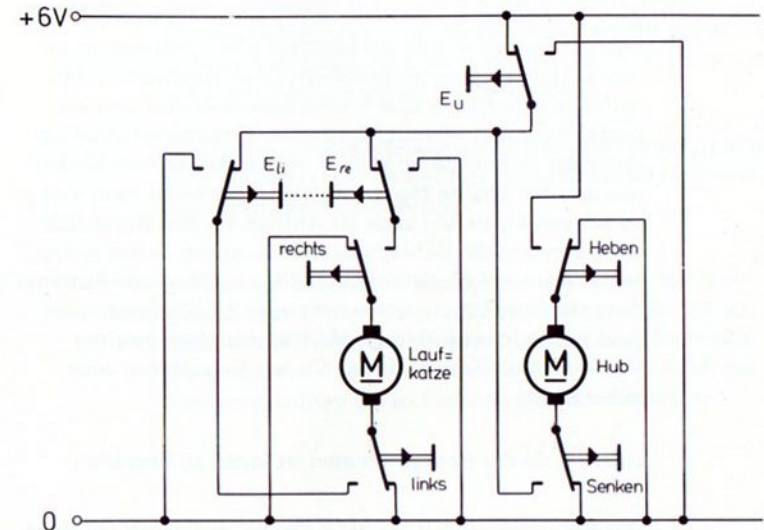 +6V
E_U
E_li E_re
rechts
Heben
M
Lauf=
katze
M
Hub
links
Senken
0